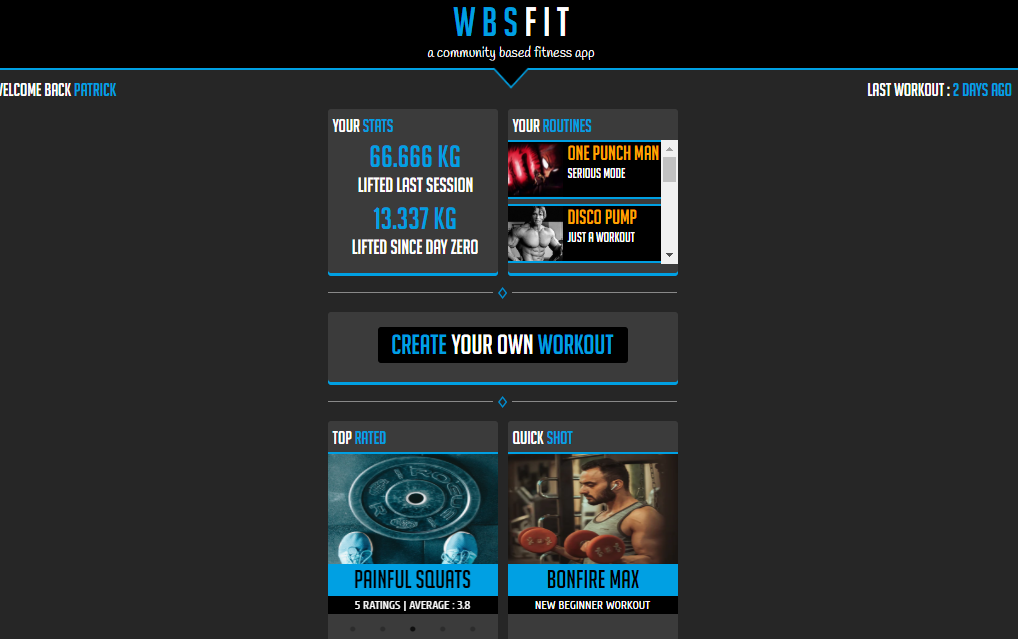 WBSFIT
a community based fitness app
WELCOME BACK PATRICK
LAST WORKOUT : 2 DAYS AGO
YOUR STATS
66.666 KG
LIFTED LAST SESSION
13.337 KG
LIFTED SINCE DAY ZERO
YOUR ROUTINES
ONE PUNCH MAN
SERIOUS MODE
DISCO PUMP
JUST A WORKOUT
CREATE YOUR OWN WORKOUT
TOP RATED
PAINFUL SQUATS
5 RATINGS | AVERAGE : 3.8
QUICK SHOT
BONFIRE MAX
NEW BEGINNER WORKOUT